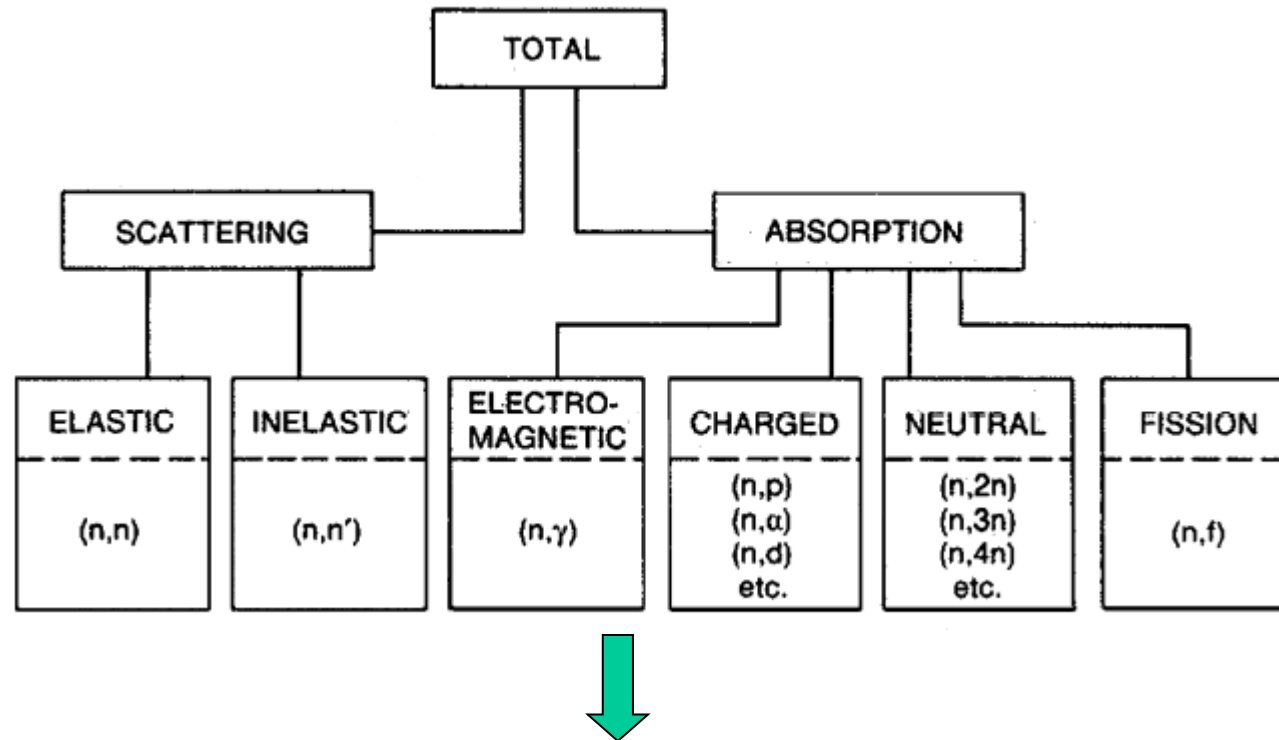 TOTAL
SCATTERING
ABSORPTION
ELASTIC
(n,n)
INELASTIC
(n,n′)
ELECTRO-
MAGNETIC
(n,γ)
CHARGED
(n,p)
(n,α)
(n,d)
etc.
NEUTRAL
(n,2n)
(n,3n)
(n,4n)
etc.
FISSION
(n,f)